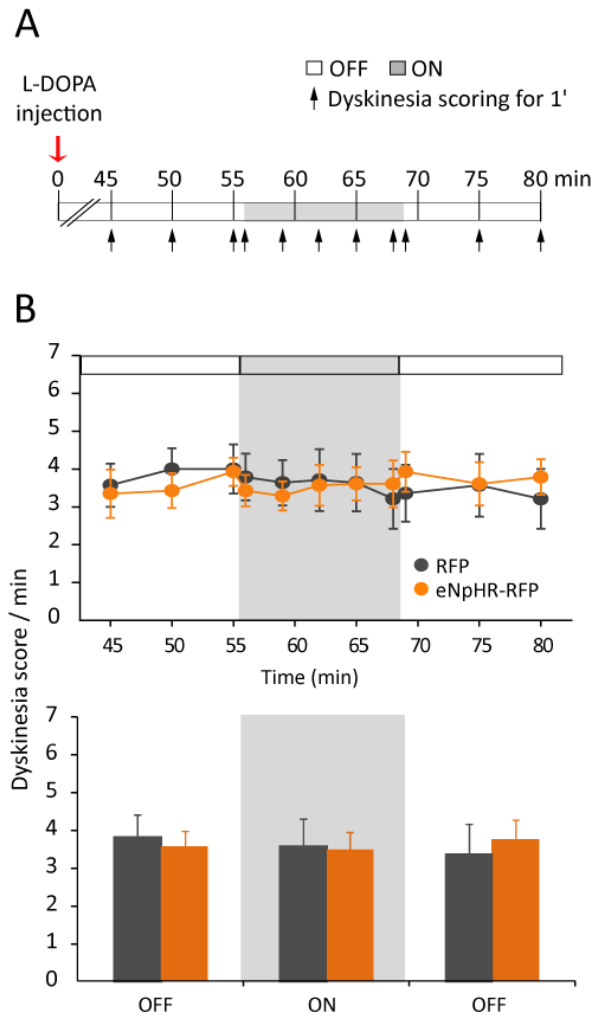 A
OFF ON
L-DOPA
injection
Dyskinesia scoring for 1'
0 45 50 55 60 65 70 75 80 min
B
Dyskinesia score / min
7
6
5
4
3
2
1
0
RFP
eNpHR-RFP
45 50 55 60 65 70 75 80
Time (min)
7
6
5
4
3
2
1
0
OFF ON OFF